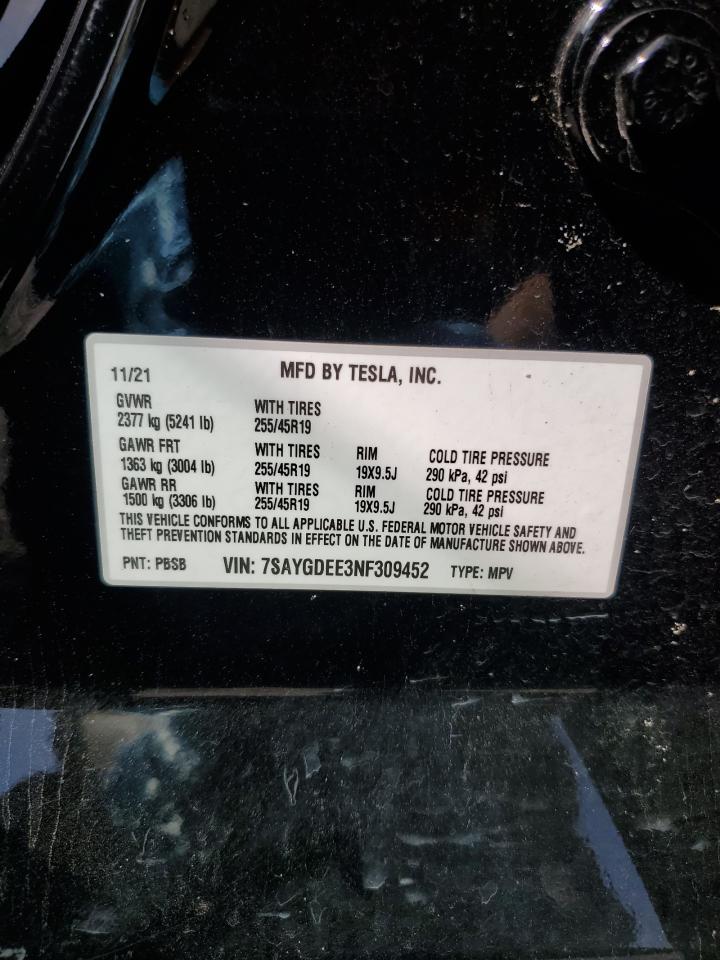 11/21 MFD BY TESLA, INC.
GVWR WITH TIRES
2377 kg (5241 lb) 255/45R19
GAWR FRT WITH TIRES RIM COLD TIRE PRESSURE
1363 kg (3004 lb) 255/45R19 19X9.5J 290 kPa, 42 psi
GAWR RR WITH TIRES RIM COLD TIRE PRESSURE
1500 kg (3306 lb) 255/45R19 19X9.5J 290 kPa, 42 psi
THIS VEHICLE CONFORMS TO ALL APPLICABLE U.S. FEDERAL MOTOR VEHICLE SAFETY AND
THEFT PREVENTION STANDARDS IN EFFECT ON THE DATE OF MANUFACTURE SHOWN ABOVE.
PNT: PBSB VIN: 7SAYGDEE3NF309452 TYPE: MPV